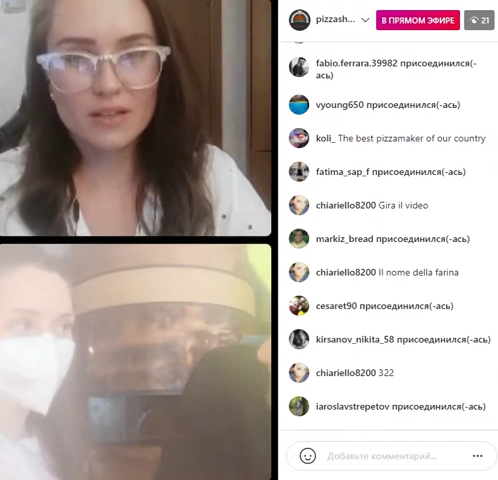 pizzash...
В ПРЯМОМ ЭФИРЕ
21
fabio.ferrara.39982 присоединился(-
ась)
vyoung650 присоединился(-ась)
koli_ The best pizzamaker of our country
fatima_sap_f присоединился(-ась)
chiariello8200 Gira il video
markiz_bread присоединился(-ась)
chiariello8200 Il nome della farina
cesaret90 присоединился(-ась)
kirsanov_nikita_58 присоединился(-ась)
chiariello8200 322
iaroslavstrepetov присоединился(-ась)
Добавьте комментарий...